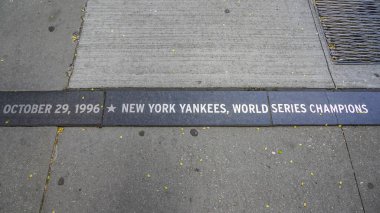 OCTOBER 29, 1996 ★ NEW YORK YANKEES, WORLD SERIES CHAMPIONS